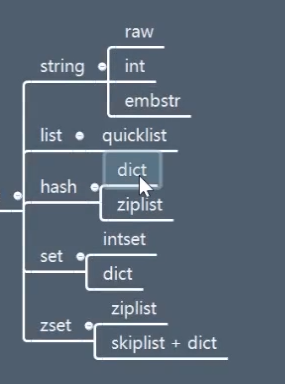 raw
string
int
embstr
list
quicklist
dict
hash
ziplist
intset
set
dict
ziplist
zset
skiplist + dict